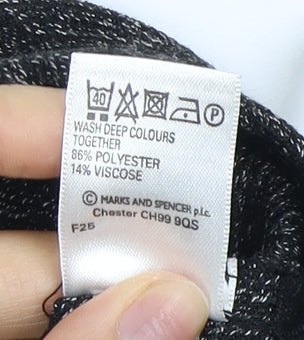 40 P
WASH DEEP COLOURS
TOGETHER
86% POLYESTER
14% VISCOSE
© MARKS AND SPENCER p.l.c.
Chester CH99 9QS
F25